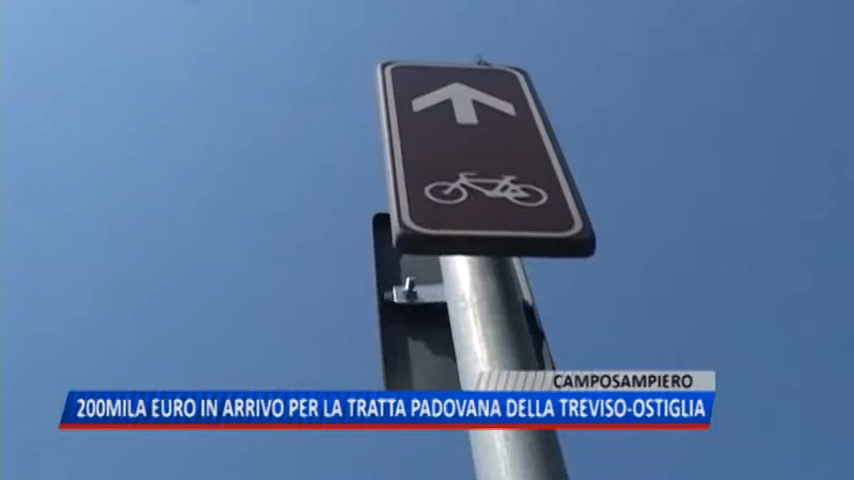 CAMPOSAMPIERO
200MILA EURO IN ARRIVO PER LA TRATTA PADOVANA DELLA TREVISO-OSTIGLIA